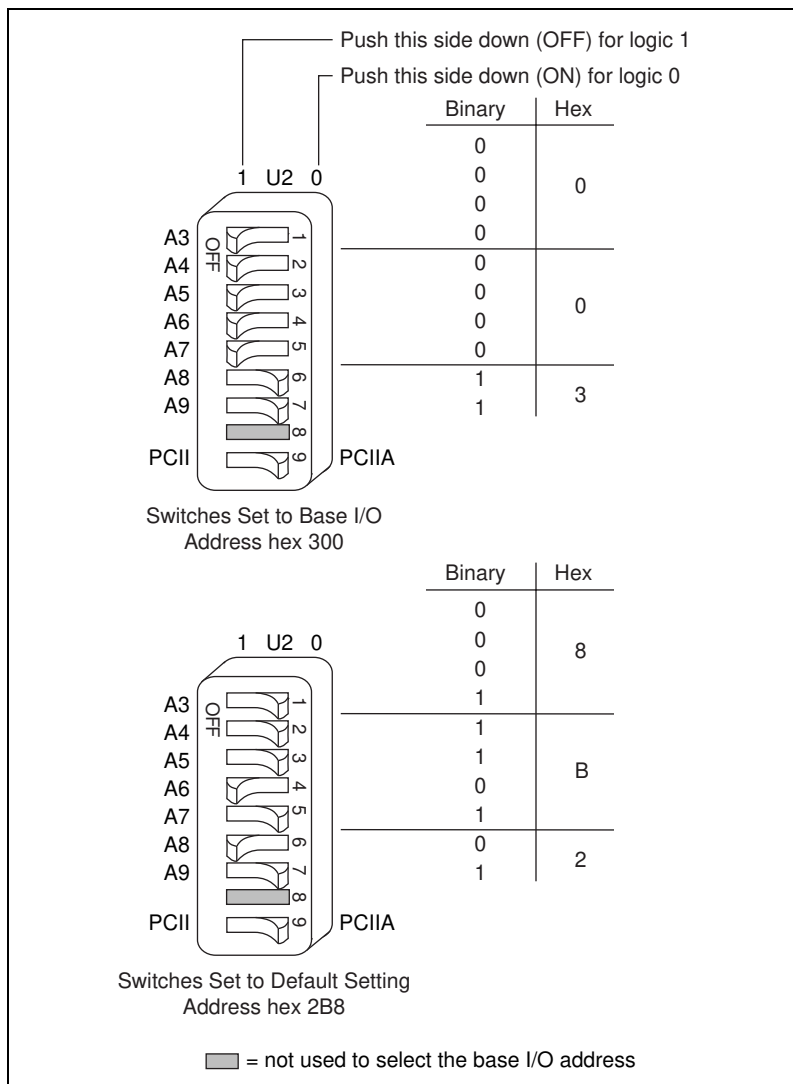 Push this side down (OFF) for logic 1
Push this side down (ON) for logic 0
Binary Hex
0
0
0
0
0
0
0
0
0
0
1
1
3
1 U2 0
OFF
A3 1
A4 2
A5 3
A6 4
A7 5
A8 6
A9 7
8
PCII 9 PCIIA
Switches Set to Base I/O
Address hex 300
Binary Hex
0
0
8
0
1
1
1
B
0
1
0
2
1
1 U2 0
OFF
A3 1
A4 2
A5 3
A6 4
A7 5
A8 6
A9 7
8
PCII 9 PCIIA
Switches Set to Default Setting
Address hex 2B8
= not used to select the base I/O address